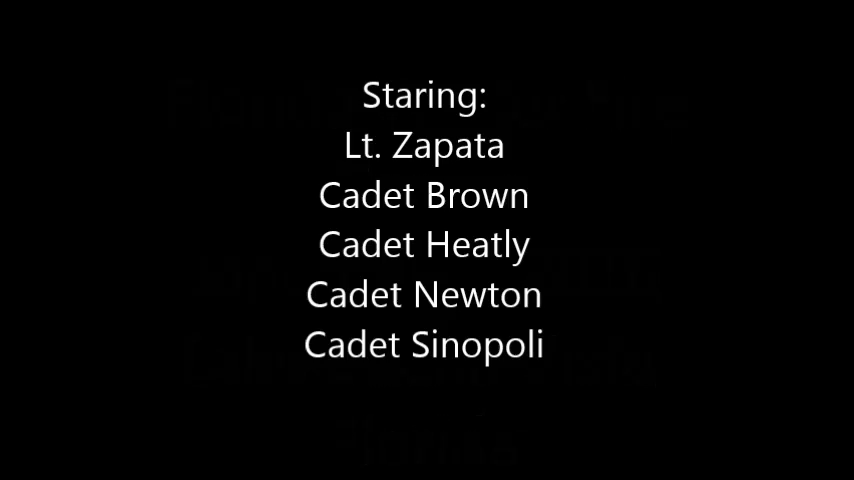 Staring:
Lt. Zapata
Cadet Brown
Cadet Heatly
Cadet Newton
Cadet Sinopoli